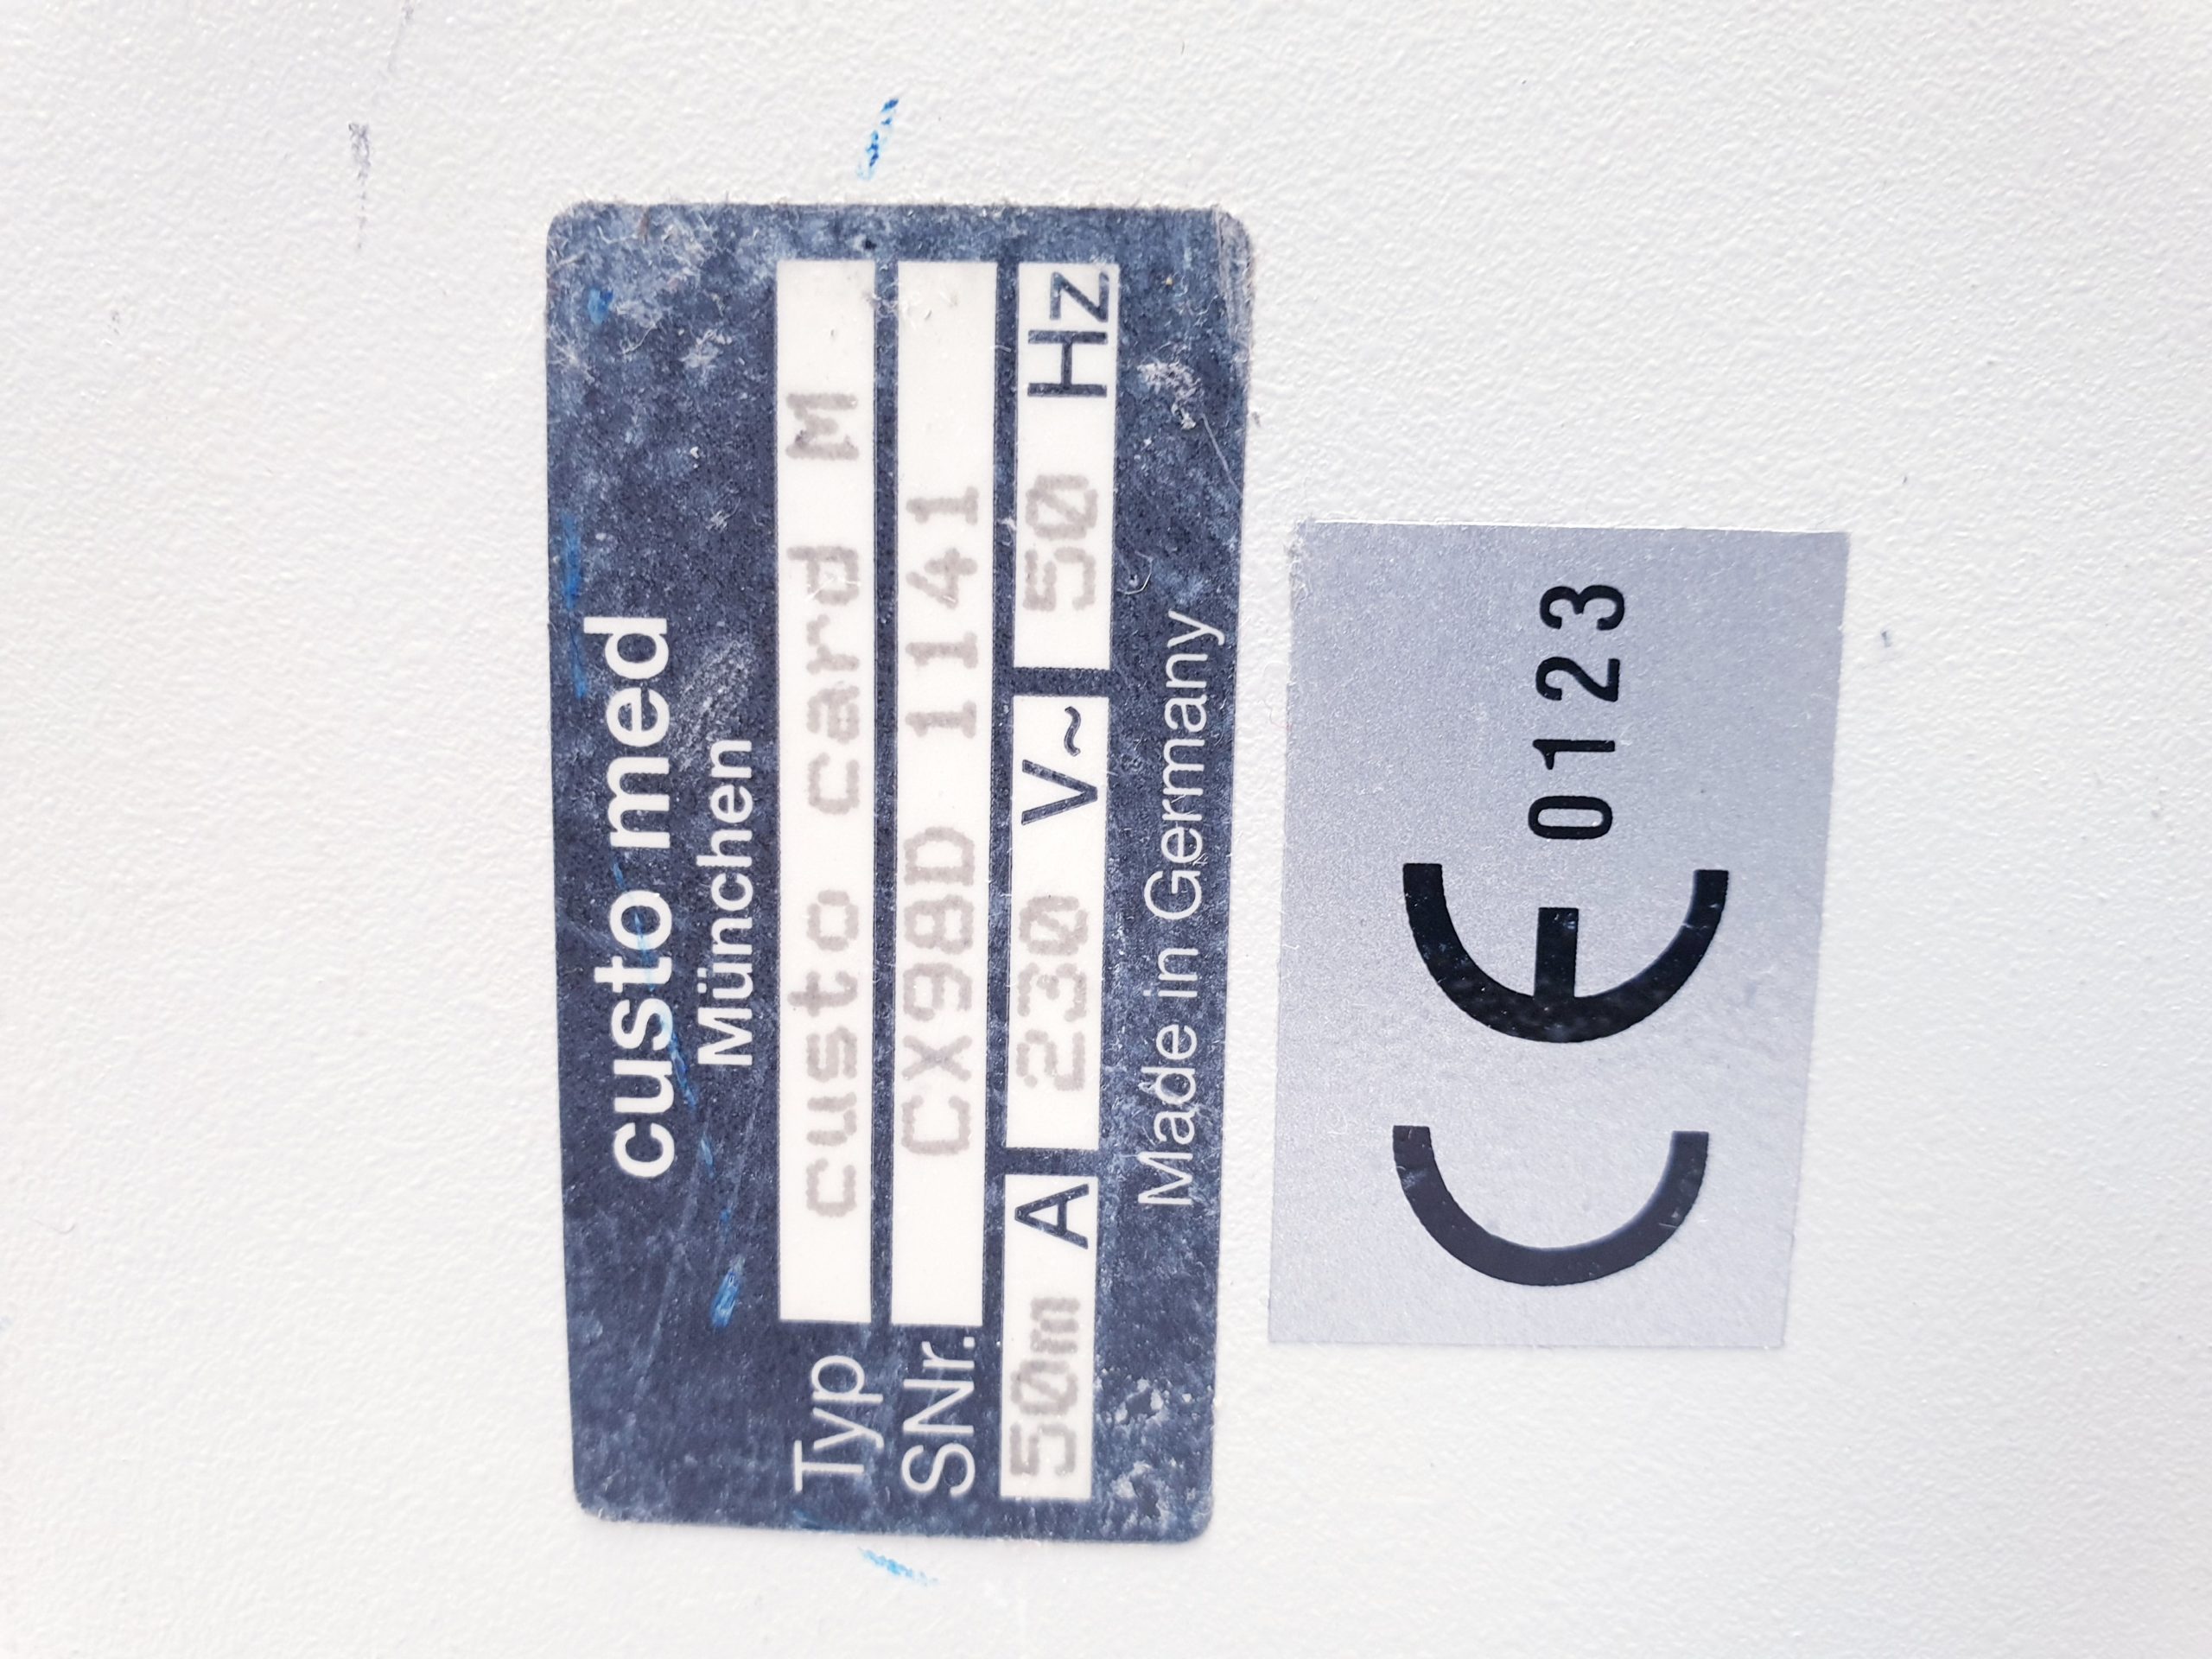 custo med
München
Typ custo card M
SNr. CX98D 1141
50m A 230 V~ 50 Hz
Made in Germany
CE 0123